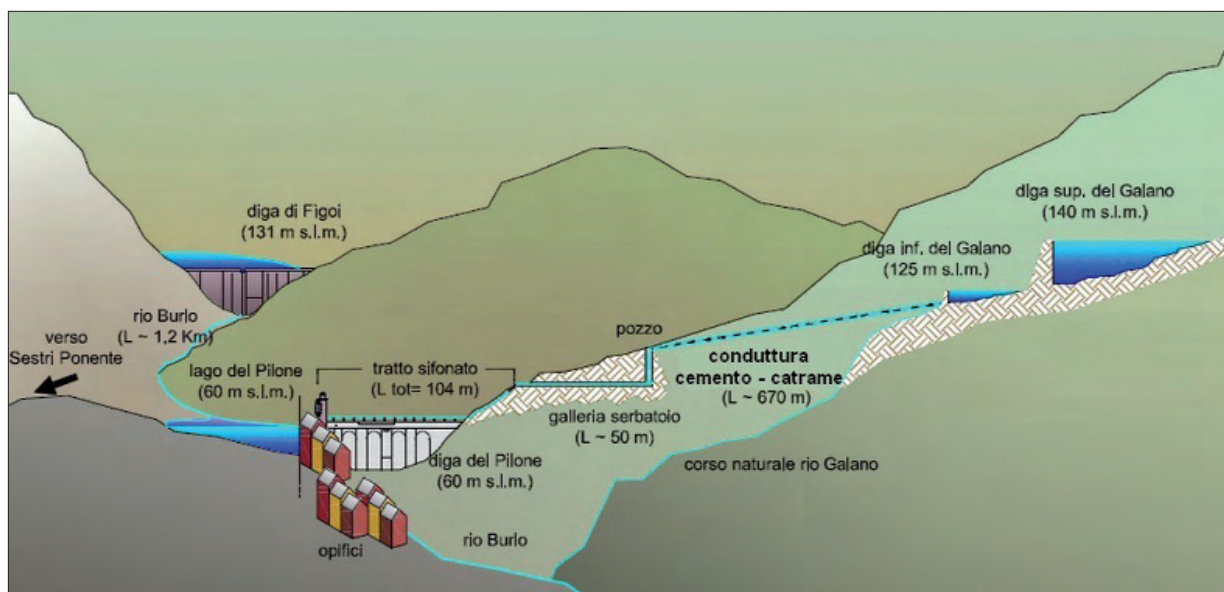 diga sup. del Galano
(140 m s.l.m.)
diga di Figoi
(131 m s.l.m.)
diga inf. del Galano
(125 m s.l.m.)
rio Burlo
(L ~ 1,2 Km)
verso
Sestri Ponente
pozzo
lago del Pilone
(60 m s.l.m.)
tratto sifonato
(L tot= 104 m)
conduttura
cemento - catrame
(L ~ 670 m)
galleria serbatoio
(L ~ 50 m)
diga del Pilone
(60 m s.l.m.)
corso naturale rio Galano
rio Burlo
opifici